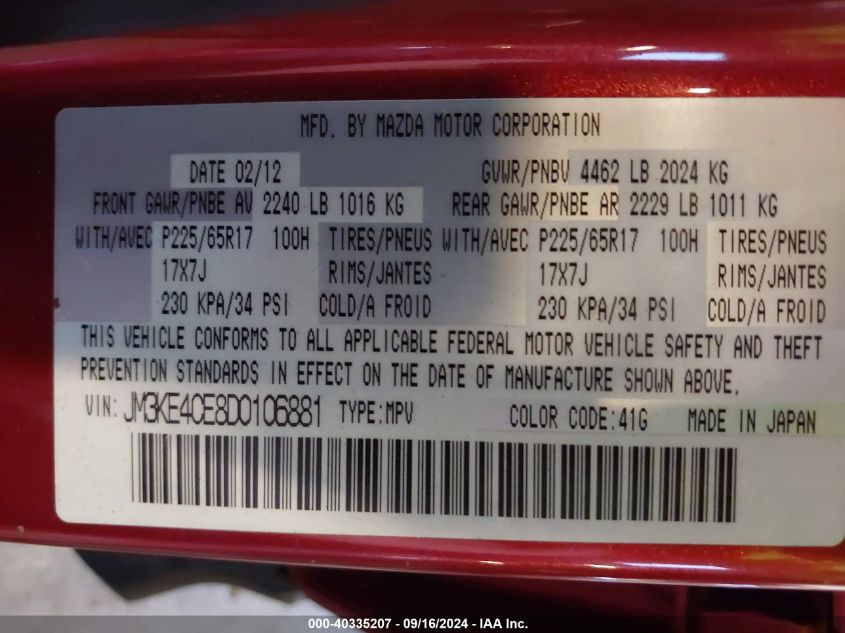 MFD. BY MAZDA MOTOR CORPORATION
DATE 02/12 GVWR/PNBV 4462 LB 2024 KG
FRONT GAWR/PNBE AV 2240 LB 1016 KG REAR GAWR/PNBE AR 2229 LB 1011 KG
WITH/AVEC P225/65R17 100H TIRES/PNEUS WITH/AVEC P225/65R17 100H TIRES/PNEUS
17X7J RIMS/JANTES 17X7J RIMS/JANTES
230 KPA/34 PSI COLD/A FROID 230 KPA/34 PSI COLD/A FROID
THIS VEHICLE CONFORMS TO ALL APPLICABLE FEDERAL MOTOR VEHICLE SAFETY AND THEFT
PREVENTION STANDARDS IN EFFECT ON THE DATE OF MANUFACTURE SHOWN ABOVE.
VIN: JM3KE4CE8D0106881 TYPE:MPV COLOR CODE:41G MADE IN JAPAN
000-40335207 - 09/16/2024 - IAA Inc.